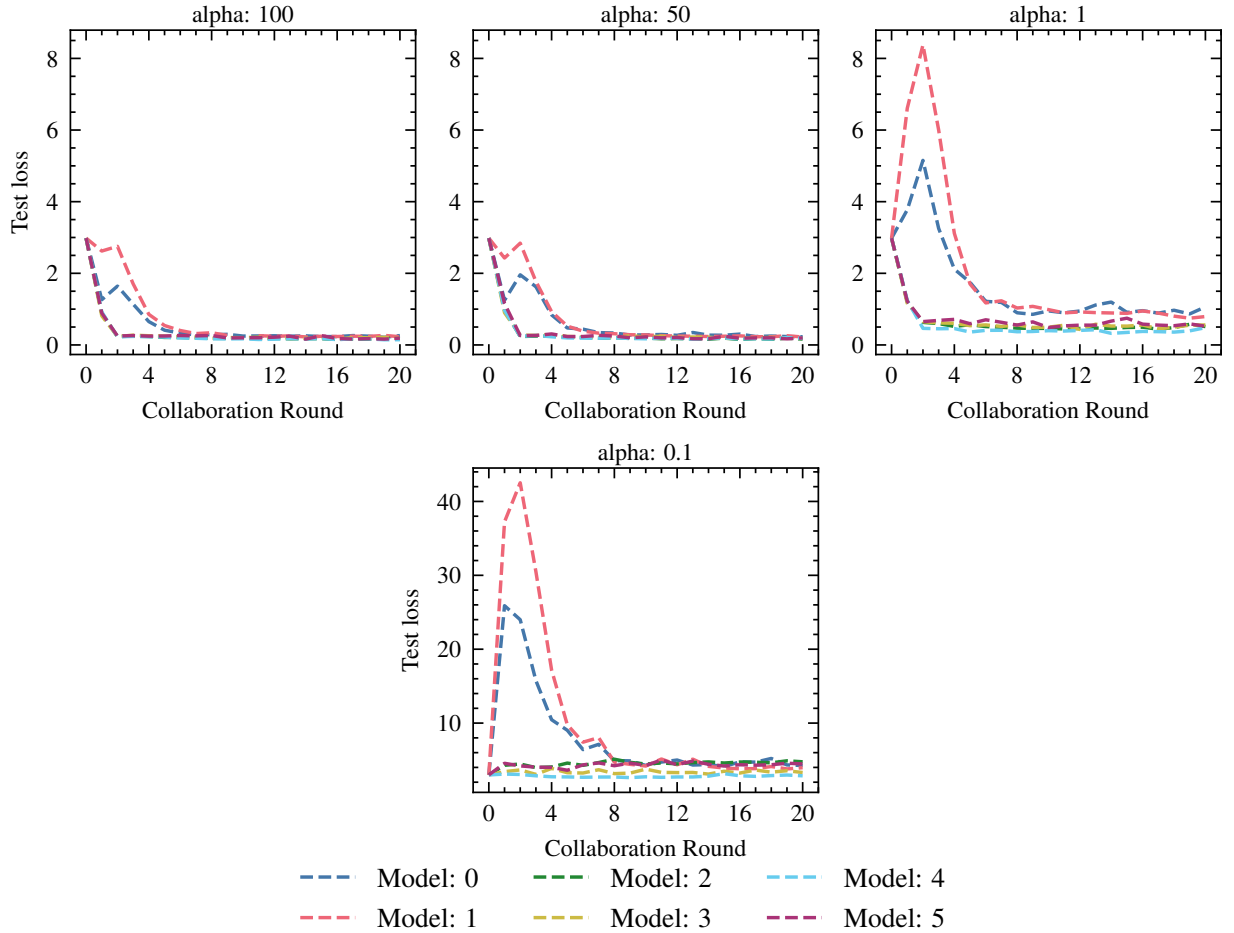 alpha: 100
alpha: 50
alpha: 1
Test loss
8
6
4
2
0
8
6
4
2
0
8
6
4
2
0
0 4 8 12 16 20
0 4 8 12 16 20
0 4 8 12 16 20
Collaboration Round
Collaboration Round
Collaboration Round
alpha: 0.1
Test loss
40
30
20
10
0 4 8 12 16 20
Collaboration Round
Model: 0
Model: 2
Model: 4
Model: 1
Model: 3
Model: 5